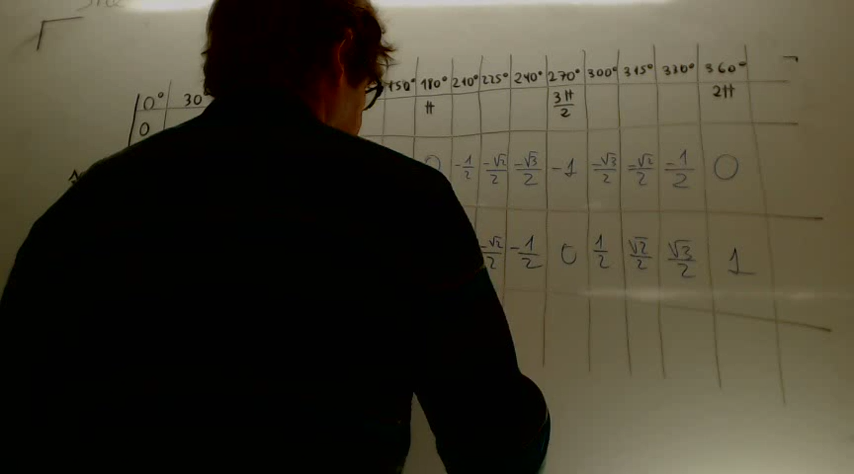 0° 30 150° 180° 210° 225° 240° 270° 300° 315° 330° 360°
0 π 3π/2 2π
0 -1/2 -√2/2 -√3/2 -1 -√3/2 -√2/2 -1/2 0
-√2/2 -1/2 0 1/2 √2/2 √3/2 1